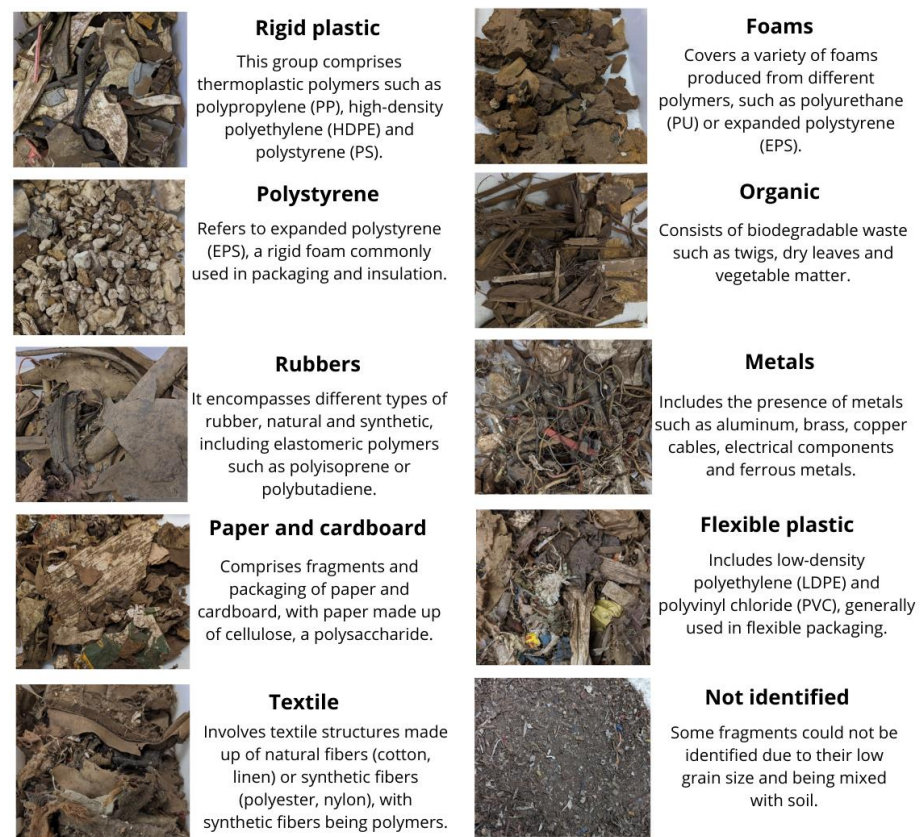 Rigid plastic
This group comprises
thermoplastic polymers such as
polypropylene (PP), high-density
polyethylene (HDPE) and
polystyrene (PS).
Foams
Covers a variety of foams
produced from different
polymers, such as polyurethane
(PU) or expanded polystyrene
(EPS).
Polystyrene
Refers to expanded polystyrene
(EPS), a rigid foam commonly
used in packaging and insulation.
Organic
Consists of biodegradable waste
such as twigs, dry leaves and
vegetable matter.
Rubbers
It encompasses different types of
rubber, natural and synthetic,
including elastomeric polymers
such as polyisoprene or
polybutadiene.
Metals
Includes the presence of metals
such as aluminum, brass, copper
cables, electrical components
and ferrous metals.
Paper and cardboard
Comprises fragments and
packaging of paper and
cardboard, with paper made up
of cellulose, a polysaccharide.
Flexible plastic
Includes low-density
polyethylene (LDPE) and
polyvinyl chloride (PVC), generally
used in flexible packaging.
Textile
Involves textile structures made
up of natural fibers (cotton,
linen) or synthetic fibers
(polyester, nylon), with
synthetic fibers being polymers.
Not identified
Some fragments could not be
identified due to their low
grain size and being mixed
with soil.